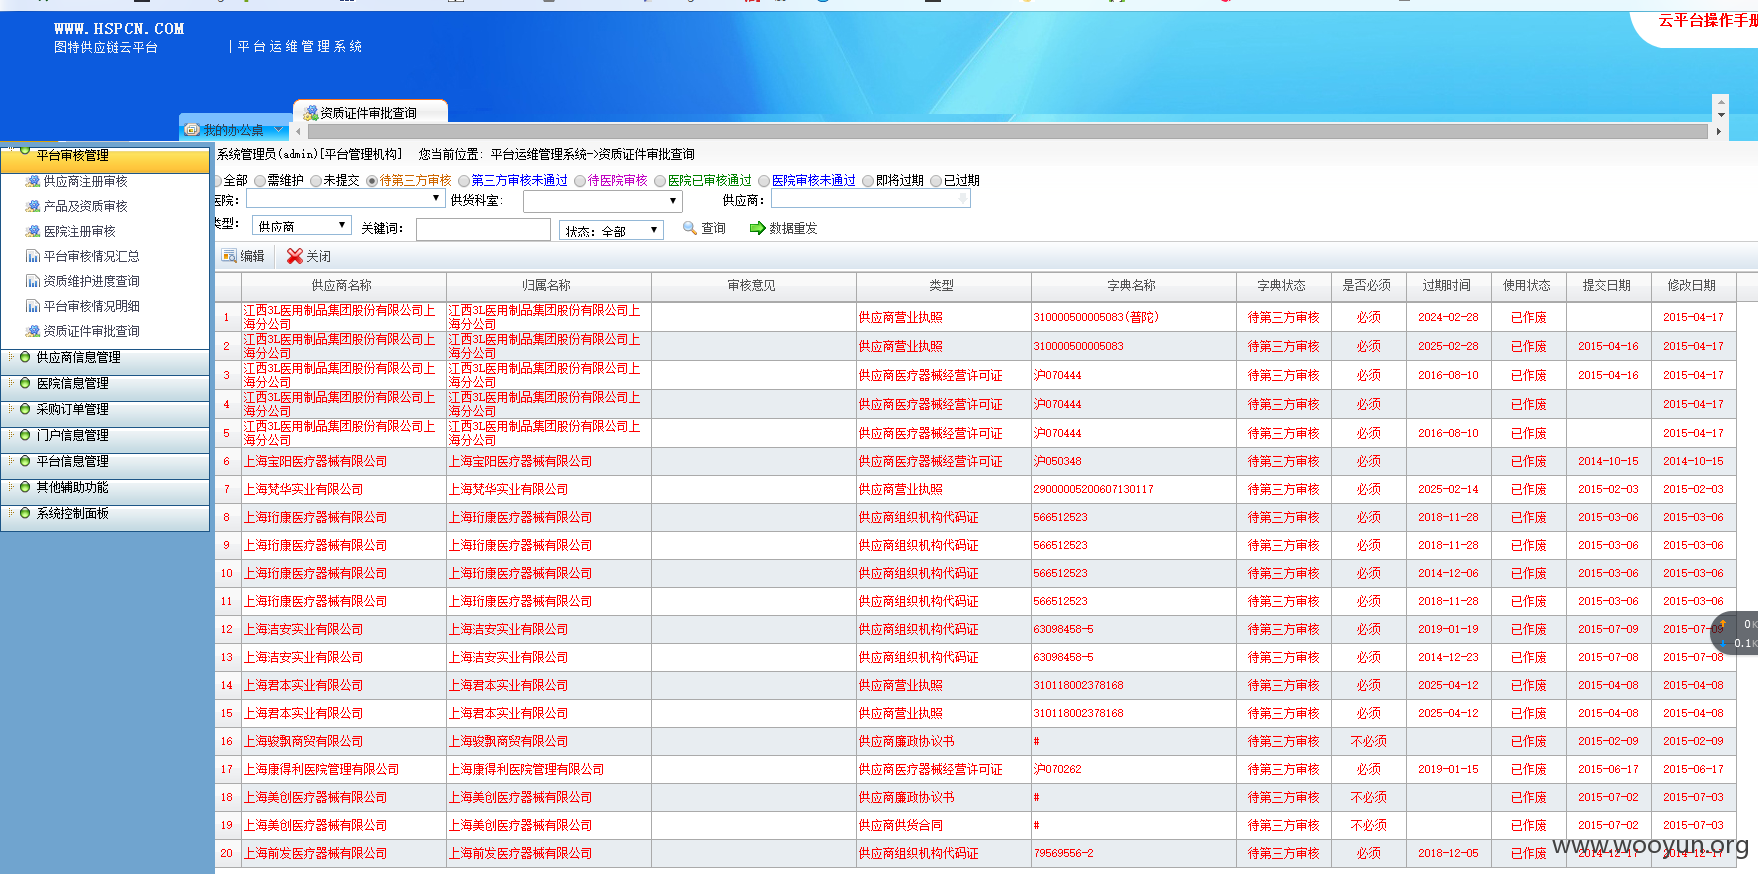 云平台操作手册
WWW.HSPCN.COM
图特供应链云平台
|平台运维管理系统
资质证件审批查询
我的办公桌
平台审核管理
供应商注册审核
产品及资质审核
医院注册审核
平台审核情况汇总
资质维护进度查询
平台审核情况明细
资质证件审批查询
供应商信息管理
医院信息管理
采购订单管理
门户信息管理
平台信息管理
其他辅助功能
系统控制面板
系统管理员(admin)[平台管理机构] 您当前位置: 平台运维管理系统->资质证件审批查询
全部 需维护 未提交 待第三方审核 第三方审核未通过 待医院审核 医院已审核通过 医院审核未通过 即将过期 已过期
医院: 供货科室: 供应商:
类型: 供应商 关键词: 状态: 全部 查询 数据重发
编辑 关闭
供应商名称 归属名称 审核意见 类型 字典名称 字典状态 是否必须 过期时间 使用状态 提交日期 修改日期
1 江西3L医用制品集团股份有限公司上海分公司 江西3L医用制品集团股份有限公司上海分公司 供应商营业执照 310000500005083(普陀) 待第三方审核 必须 2024-02-28 已作废 2015-04-17
2 江西3L医用制品集团股份有限公司上海分公司 江西3L医用制品集团股份有限公司上海分公司 供应商营业执照 310000500005083 待第三方审核 必须 2025-02-28 已作废 2015-04-16 2015-04-17
3 江西3L医用制品集团股份有限公司上海分公司 江西3L医用制品集团股份有限公司上海分公司 供应商医疗器械经营许可证 沪070444 待第三方审核 必须 2016-08-10 已作废 2015-04-16 2015-04-17
4 江西3L医用制品集团股份有限公司上海分公司 江西3L医用制品集团股份有限公司上海分公司 供应商医疗器械经营许可证 沪070444 待第三方审核 必须 已作废 2015-04-17
5 江西3L医用制品集团股份有限公司上海分公司 江西3L医用制品集团股份有限公司上海分公司 供应商医疗器械经营许可证 沪070444 待第三方审核 必须 2016-08-10 已作废 2015-04-17
6 上海宝阳医疗器械有限公司 上海宝阳医疗器械有限公司 供应商医疗器械经营许可证 沪050348 待第三方审核 必须 已作废 2014-10-15 2014-10-15
7 上海梵华实业有限公司 上海梵华实业有限公司 供应商营业执照 29000005200607130117 待第三方审核 必须 2025-02-14 已作废 2015-02-03 2015-02-03
8 上海珩康医疗器械有限公司 上海珩康医疗器械有限公司 供应商组织机构代码证 566512523 待第三方审核 必须 2018-11-28 已作废 2015-03-06 2015-03-06
9 上海珩康医疗器械有限公司 上海珩康医疗器械有限公司 供应商组织机构代码证 566512523 待第三方审核 必须 2018-11-28 已作废 2015-03-06 2015-03-06
10 上海珩康医疗器械有限公司 上海珩康医疗器械有限公司 供应商组织机构代码证 566512523 待第三方审核 必须 2014-12-06 已作废 2015-03-06 2015-03-06
11 上海珩康医疗器械有限公司 上海珩康医疗器械有限公司 供应商组织机构代码证 566512523 待第三方审核 必须 2018-11-28 已作废 2015-03-06 2015-03-06
12 上海洁安实业有限公司 上海洁安实业有限公司 供应商组织机构代码证 63098458-5 待第三方审核 必须 2019-01-19 已作废 2015-07-09 2015-07-09
13 上海洁安实业有限公司 上海洁安实业有限公司 供应商组织机构代码证 63098458-5 待第三方审核 必须 2014-12-23 已作废 2015-07-08 2015-07-08
14 上海君本实业有限公司 上海君本实业有限公司 供应商营业执照 310118002378168 待第三方审核 必须 2025-04-12 已作废 2015-04-08 2015-04-08
15 上海君本实业有限公司 上海君本实业有限公司 供应商营业执照 310118002378168 待第三方审核 必须 2025-04-12 已作废 2015-04-08 2015-04-08
16 上海骏飘商贸有限公司 上海骏飘商贸有限公司 供应商廉政协议书 # 待第三方审核 不必须 已作废 2015-02-09 2015-02-09
17 上海康得利医院管理有限公司 上海康得利医院管理有限公司 供应商医疗器械经营许可证 沪070262 待第三方审核 必须 2019-01-15 已作废 2015-06-17 2015-06-17
18 上海美创医疗器械有限公司 上海美创医疗器械有限公司 供应商廉政协议书 # 待第三方审核 不必须 已作废 2015-07-02 2015-07-03
19 上海美创医疗器械有限公司 上海美创医疗器械有限公司 供应商供货合同 # 待第三方审核 不必须 已作废 2015-07-02 2015-07-03
20 上海前发医疗器械有限公司 上海前发医疗器械有限公司 供应商组织机构代码证 79569556-2 待第三方审核 必须 2018-12-05 已作废 2014-12-17 2014-12-17
0K
0.1K
www.wooyun.org